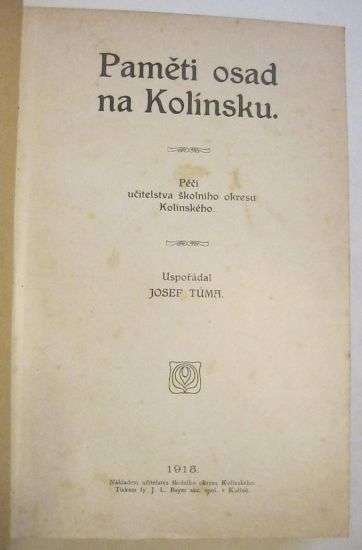 Paměti osad
na Kolínsku.
Péčí
učitelstva školního okresu
Kolínského.
Uspořádal
JOSEF TŮMA.
1915.
Nákladem učitelstva školního okresu Kolínského.
Tiskem fy J. L. Bayer akc. spol. v Kolíně.